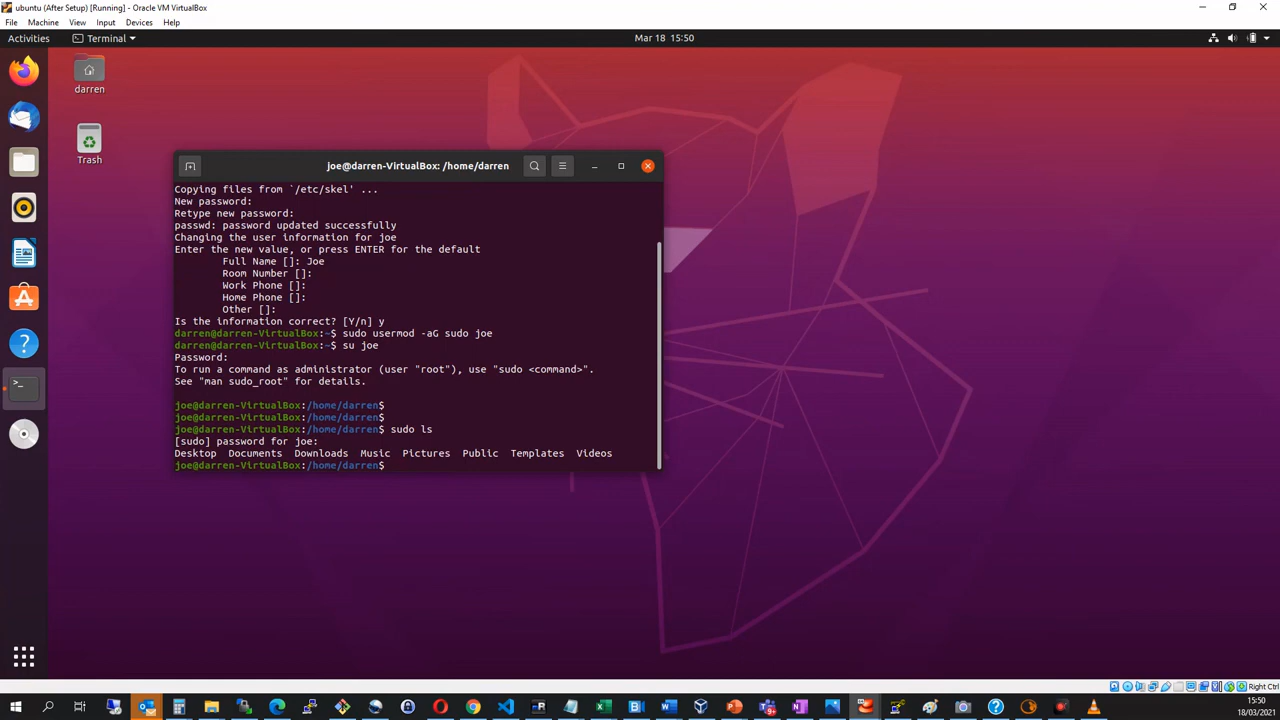 ubuntu (After Setup) [Running] - Oracle VM VirtualBox
File Machine View Input Devices Help
Activities Terminal Mar 18 15:50
darren
Trash
joe@darren-VirtualBox: /home/darren
Copying files from `/etc/skel' ...
New password:
Retype new password:
passwd: password updated successfully
Changing the user information for joe
Enter the new value, or press ENTER for the default
Full Name []: Joe
Room Number []:
Work Phone []:
Home Phone []:
Other []:
Is the information correct? [Y/n] y
darren@darren-VirtualBox:~$ sudo usermod -aG sudo joe
darren@darren-VirtualBox:~$ su joe
Password:
To run a command as administrator (user "root"), use "sudo <command>".
See "man sudo_root" for details.
joe@darren-VirtualBox:/home/darren$
joe@darren-VirtualBox:/home/darren$
joe@darren-VirtualBox:/home/darren$ sudo ls
[sudo] password for joe:
Desktop Documents Downloads Music Pictures Public Templates Videos
joe@darren-VirtualBox:/home/darren$
Right Ctrl
15:50
18/03/2021